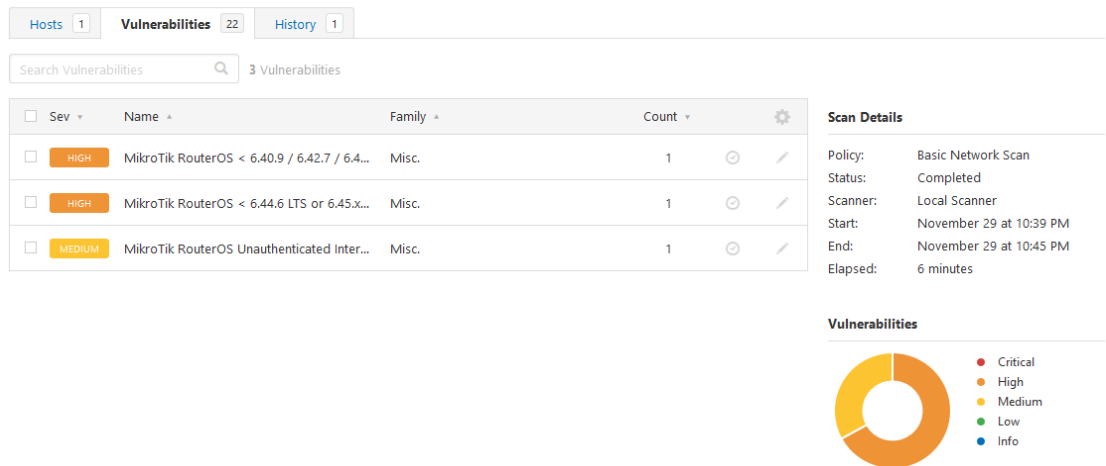 Hosts 1 Vulnerabilities 22 History 1
Search Vulnerabilities 3 Vulnerabilities
Sev Name Family Count
HIGH MikroTik RouterOS < 6.40.9 / 6.42.7 / 6.4... Misc. 1
HIGH MikroTik RouterOS < 6.44.6 LTS or 6.45.x... Misc. 1
MEDIUM MikroTik RouterOS Unauthenticated Inter... Misc. 1
Scan Details
Policy: Basic Network Scan
Status: Completed
Scanner: Local Scanner
Start: November 29 at 10:39 PM
End: November 29 at 10:45 PM
Elapsed: 6 minutes
Vulnerabilities
Critical
High
Medium
Low
Info